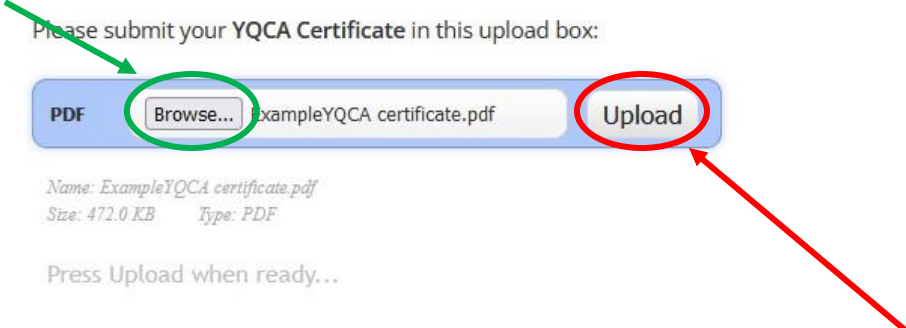 Please submit your YQCA Certificate in this upload box:
PDF Browse... ExampleYQCA certificate.pdf Upload
Name: ExampleYQCA certificate.pdf
Size: 472.0 KB Type: PDF
Press Upload when ready...